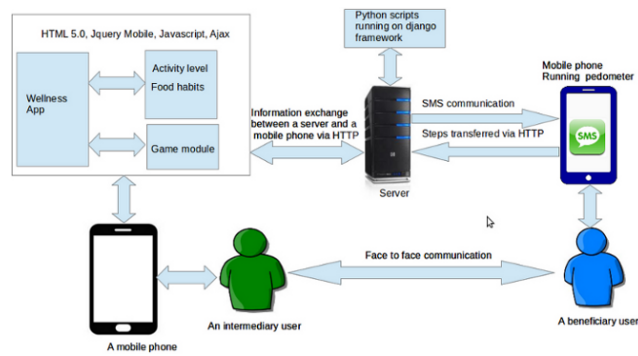 HTML 5.0, Jquery Mobile, Javascript, Ajax
Wellness
App
Activity level
Food habits
Game module
Python scripts
running on django
framework
Information exchange
between a server and a
mobile phone via HTTP
Server
SMS communication
Steps transferred via HTTP
Mobile phone
Running pedometer
SMS
A mobile phone
An intermediary user
Face to face communication
A beneficiary user